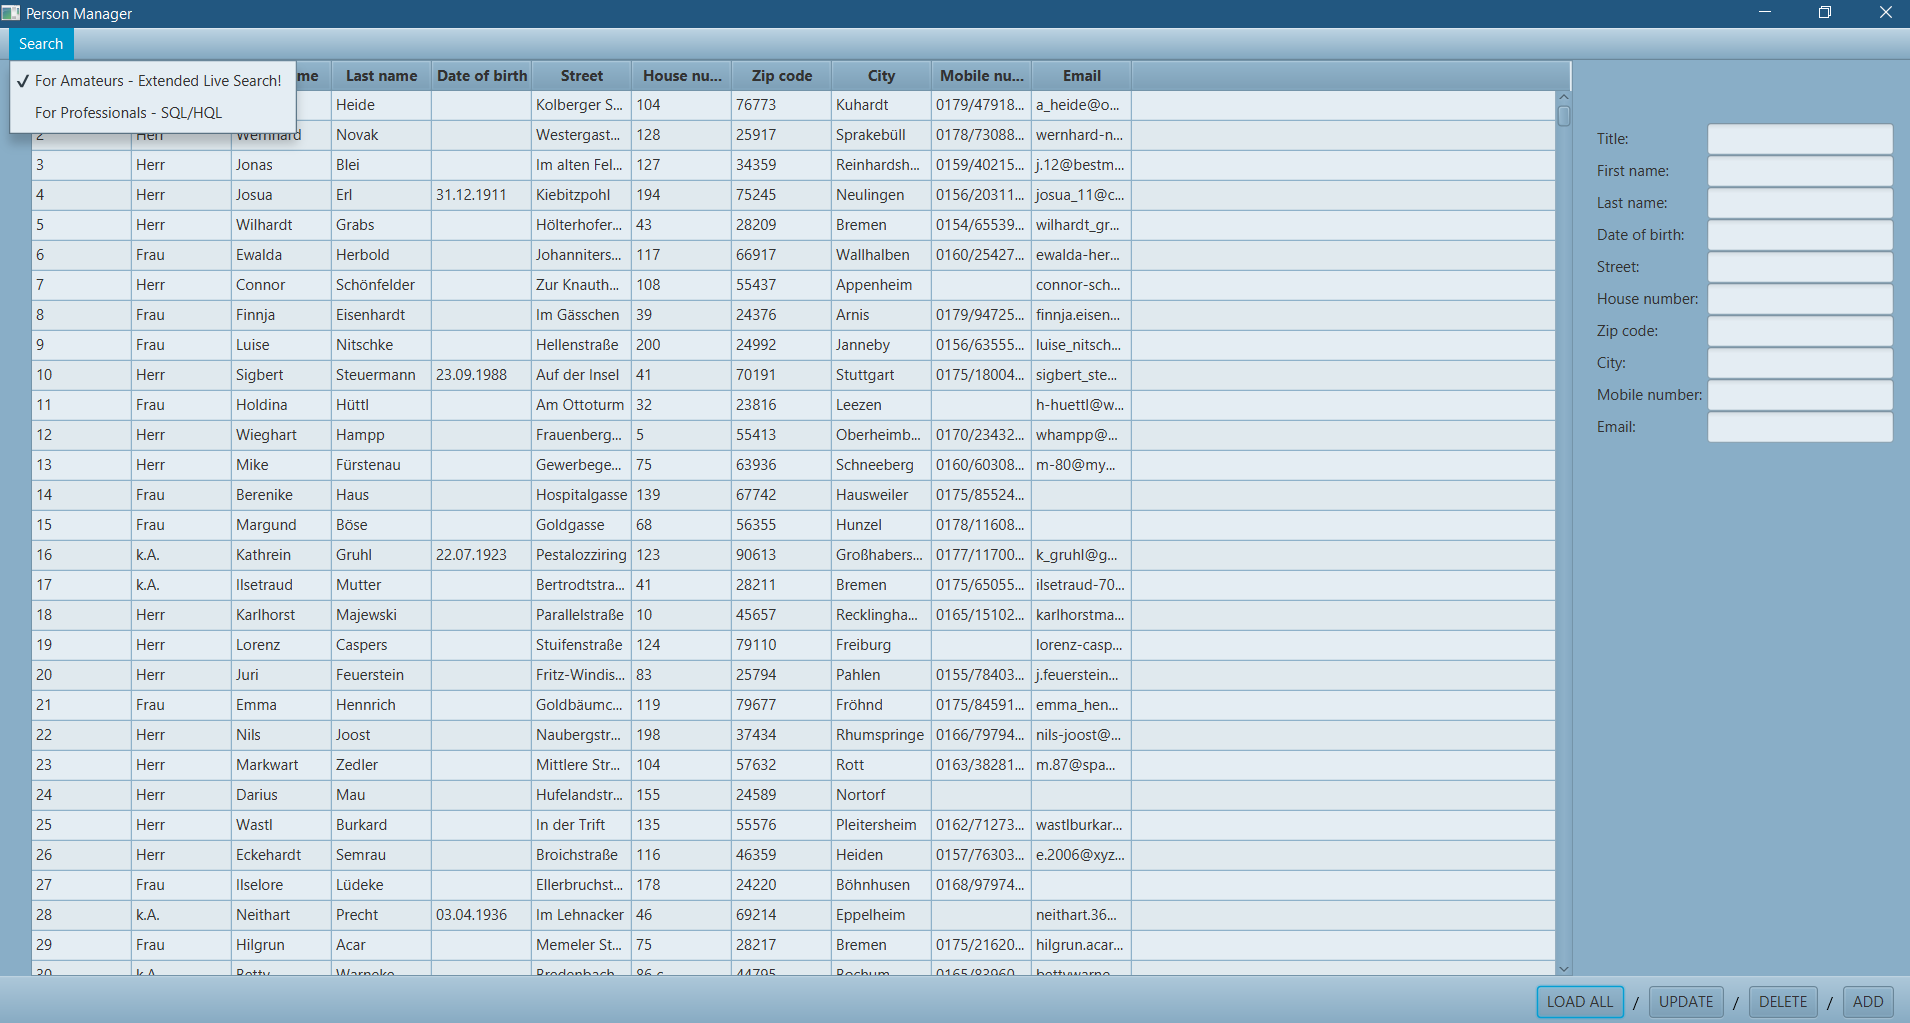 Person Manager
Search
✓ For Amateurs - Extended Live Search!
For Professionals - SQL/HQL
me Last name Date of birth Street House nu... Zip code City Mobile nu... Email
Heide Kolberger S... 104 76773 Kuhardt 0179/47918... a_heide@o...
2 Herr Wernhard Novak Westergast... 128 25917 Sprakebüll 0178/73088... wernhard-n...
3 Herr Jonas Blei Im alten Fel... 127 34359 Reinhardsh... 0159/40215... j.12@bestm...
4 Herr Josua Erl 31.12.1911 Kiebitzpohl 194 75245 Neulingen 0156/20311... josua_11@c...
5 Herr Wilhardt Grabs Hölterhofer... 43 28209 Bremen 0154/65539... wilhardt_gr...
6 Frau Ewalda Herbold Johanniters... 117 66917 Wallhalben 0160/25427... ewalda-her...
7 Herr Connor Schönfelder Zur Knauth... 108 55437 Appenheim connor-sch...
8 Frau Finnja Eisenhardt Im Gässchen 39 24376 Arnis 0179/94725... finnja.eisen...
9 Frau Luise Nitschke Hellenstraße 200 24992 Janneby 0156/63555... luise_nitsch...
10 Herr Sigbert Steuermann 23.09.1988 Auf der Insel 41 70191 Stuttgart 0175/18004... sigbert_ste...
11 Frau Holdina Hüttl Am Ottoturm 32 23816 Leezen h-huettl@w...
12 Herr Wieghart Hampp Frauenberg... 5 55413 Oberheimb... 0170/23432... whampp@...
13 Herr Mike Fürstenau Gewerbege... 75 63936 Schneeberg 0160/60308... m-80@my...
14 Frau Berenike Haus Hospitalgasse 139 67742 Hausweiler 0175/85524...
15 Frau Margund Böse Goldgasse 68 56355 Hunzel 0178/11608...
16 k.A. Kathrein Gruhl 22.07.1923 Pestalozziring 123 90613 Großhabers... 0177/11700... k_gruhl@g...
17 k.A. Ilsetraud Mutter Bertrodtstra... 41 28211 Bremen 0175/65055... ilsetraud-70...
18 Herr Karlhorst Majewski Parallelstraße 10 45657 Recklingha... 0165/15102... karlhorstma...
19 Herr Lorenz Caspers Stuifenstraße 124 79110 Freiburg lorenz-casp...
20 Herr Juri Feuerstein Fritz-Windis... 83 25794 Pahlen 0155/78403... j.feuerstein...
21 Frau Emma Hennrich Goldbäumc... 119 79677 Fröhnd 0175/84591... emma_hen...
22 Herr Nils Joost Naubergstr... 198 37434 Rhumspringe 0166/79794... nils-joost@...
23 Herr Markwart Zedler Mittlere Str... 104 57632 Rott 0163/38281... m.87@spa...
24 Herr Darius Mau Hufelandstr... 155 24589 Nortorf
25 Herr Wastl Burkard In der Trift 135 55576 Pleitersheim 0162/71273... wastlburkar...
26 Herr Eckehardt Semrau Broichstraße 116 46359 Heiden 0157/76303... e.2006@xyz...
27 Frau Ilselore Lüdeke Ellerbruchst... 178 24220 Böhnhusen 0168/97974...
28 k.A. Neithart Precht 03.04.1936 Im Lehnacker 46 69214 Eppelheim neithart.36...
29 Frau Hilgrun Acar Memeler St... 75 28217 Bremen 0175/21620... hilgrun.acar...
30 k.A. Betty Warneke Brodenbach... 86 c 44795 Bochum 0165/83960... bettywarne...
Title:
First name:
Last name:
Date of birth:
Street:
House number:
Zip code:
City:
Mobile number:
Email:
LOAD ALL / UPDATE / DELETE / ADD